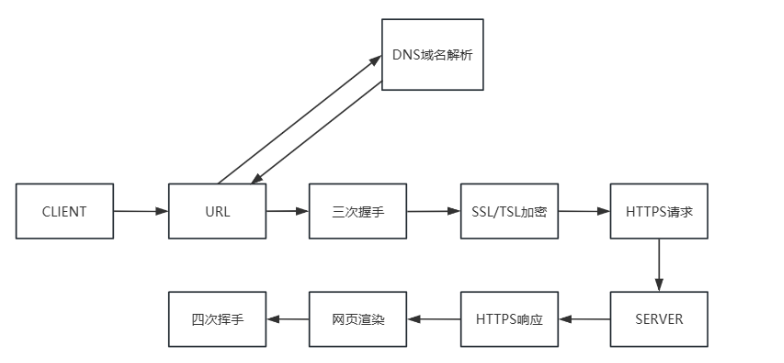 DNS域名解析
CLIENT
URL
三次握手
SSL/TSL加密
HTTPS请求
四次挥手
网页渲染
HTTPS响应
SERVER